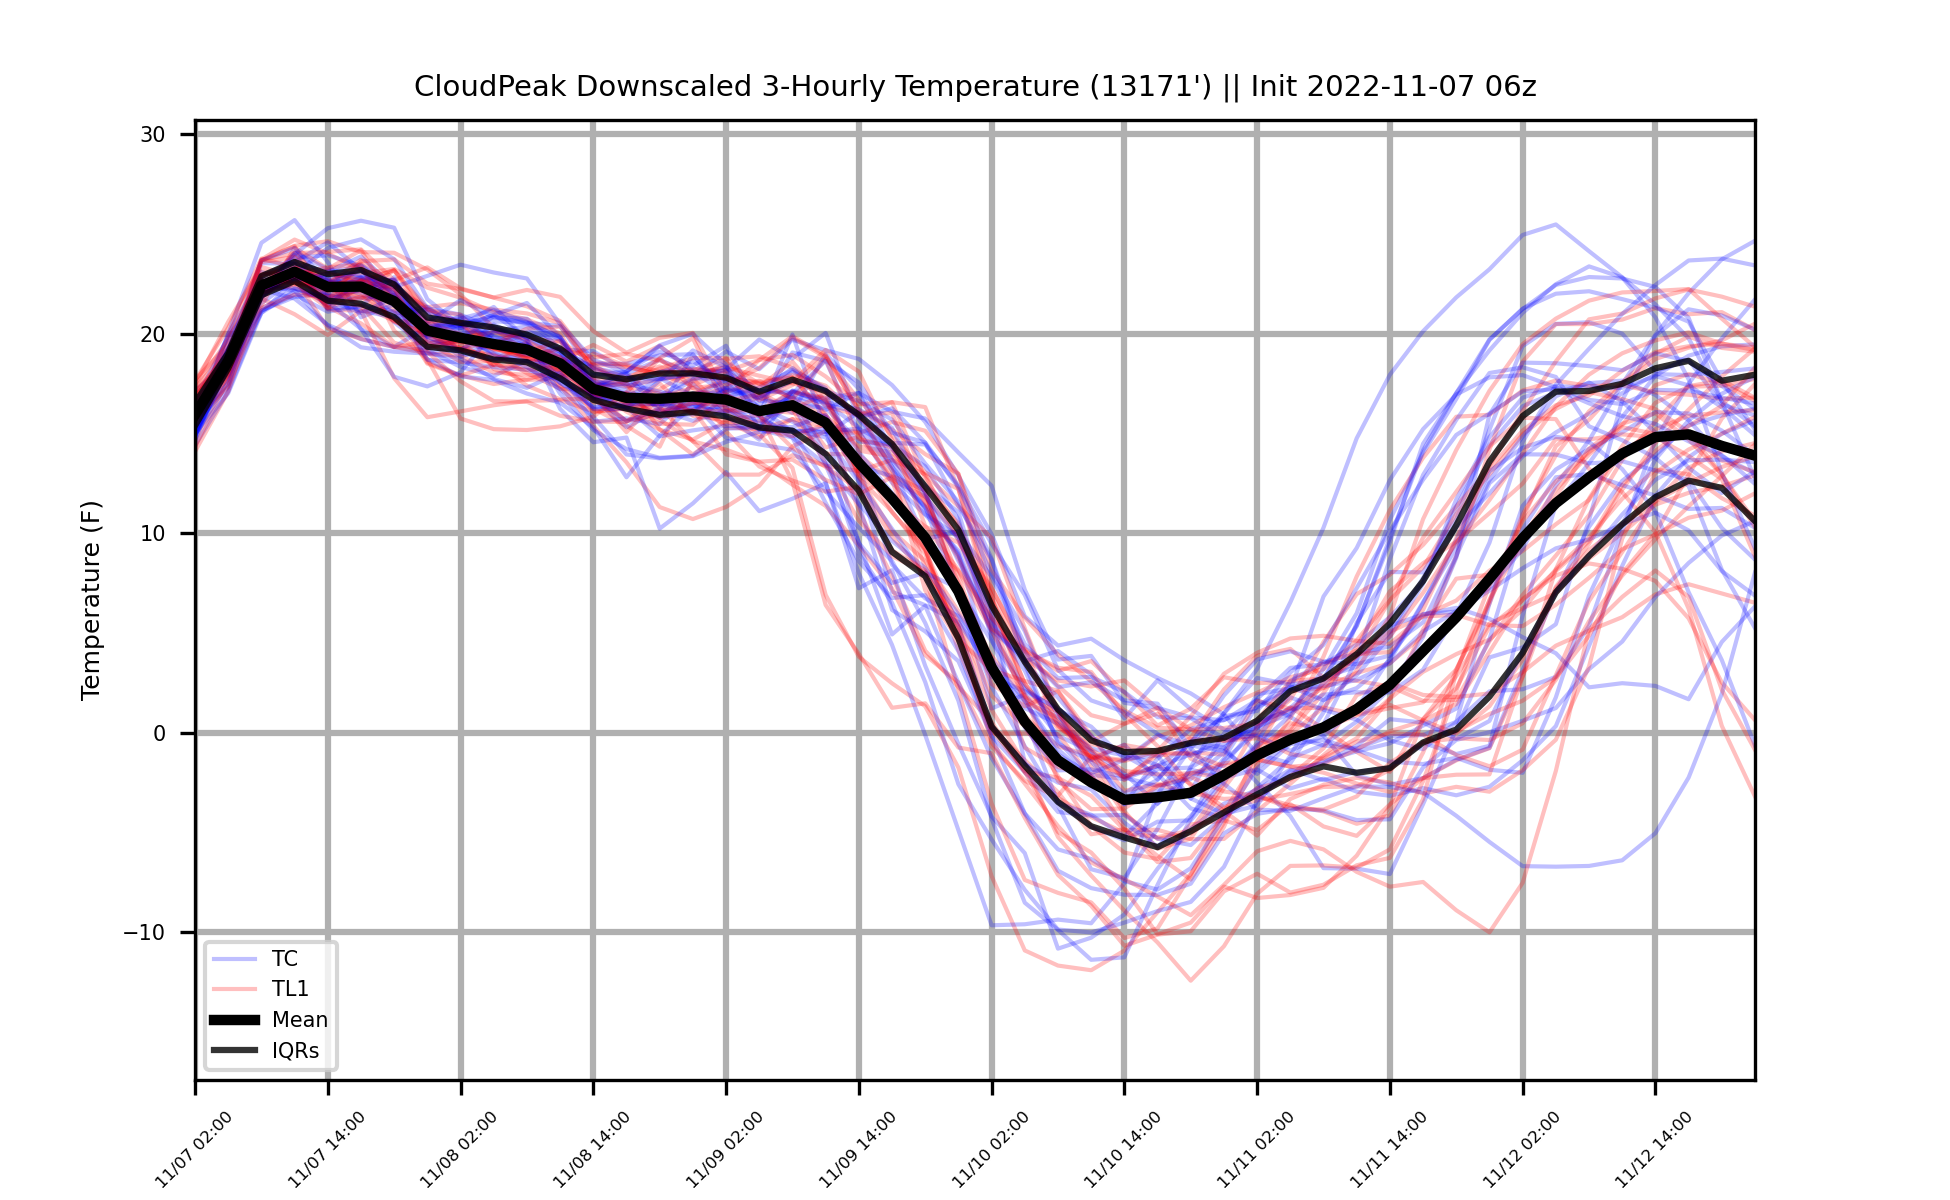 CloudPeak Downscaled 3-Hourly Temperature (13171') || Init 2022-11-07 06z
Temperature (F)
30
20
10
0
−10
TC
TL1
Mean
IQRs
11/07 02:00
11/07 14:00
11/08 02:00
11/08 14:00
11/09 02:00
11/09 14:00
11/10 02:00
11/10 14:00
11/11 02:00
11/11 14:00
11/12 02:00
11/12 14:00